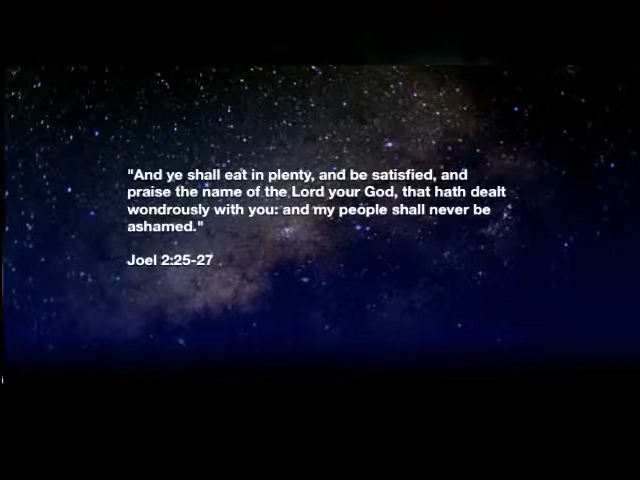 "And ye shall eat in plenty, and be satisfied, and
praise the name of the Lord your God, that hath dealt
wondrously with you: and my people shall never be
ashamed."
Joel 2:25-27